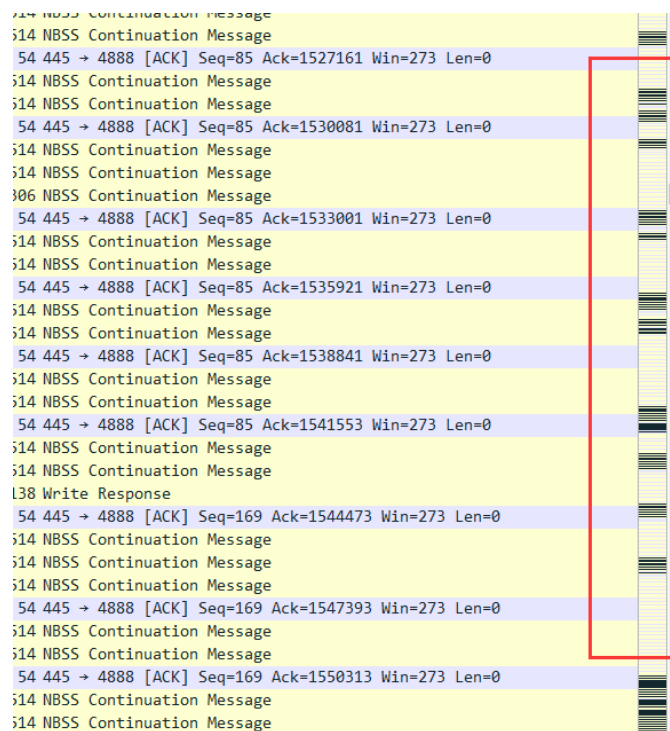 514 NBSS Continuation Message
514 NBSS Continuation Message
54 445 → 4888 [ACK] Seq=85 Ack=1527161 Win=273 Len=0
514 NBSS Continuation Message
514 NBSS Continuation Message
54 445 → 4888 [ACK] Seq=85 Ack=1530081 Win=273 Len=0
514 NBSS Continuation Message
514 NBSS Continuation Message
306 NBSS Continuation Message
54 445 → 4888 [ACK] Seq=85 Ack=1533001 Win=273 Len=0
514 NBSS Continuation Message
514 NBSS Continuation Message
54 445 → 4888 [ACK] Seq=85 Ack=1535921 Win=273 Len=0
514 NBSS Continuation Message
514 NBSS Continuation Message
54 445 → 4888 [ACK] Seq=85 Ack=1538841 Win=273 Len=0
514 NBSS Continuation Message
514 NBSS Continuation Message
54 445 → 4888 [ACK] Seq=85 Ack=1541553 Win=273 Len=0
514 NBSS Continuation Message
514 NBSS Continuation Message
138 Write Response
54 445 → 4888 [ACK] Seq=169 Ack=1544473 Win=273 Len=0
514 NBSS Continuation Message
514 NBSS Continuation Message
514 NBSS Continuation Message
54 445 → 4888 [ACK] Seq=169 Ack=1547393 Win=273 Len=0
514 NBSS Continuation Message
514 NBSS Continuation Message
54 445 → 4888 [ACK] Seq=169 Ack=1550313 Win=273 Len=0
514 NBSS Continuation Message
514 NBSS Continuation Message